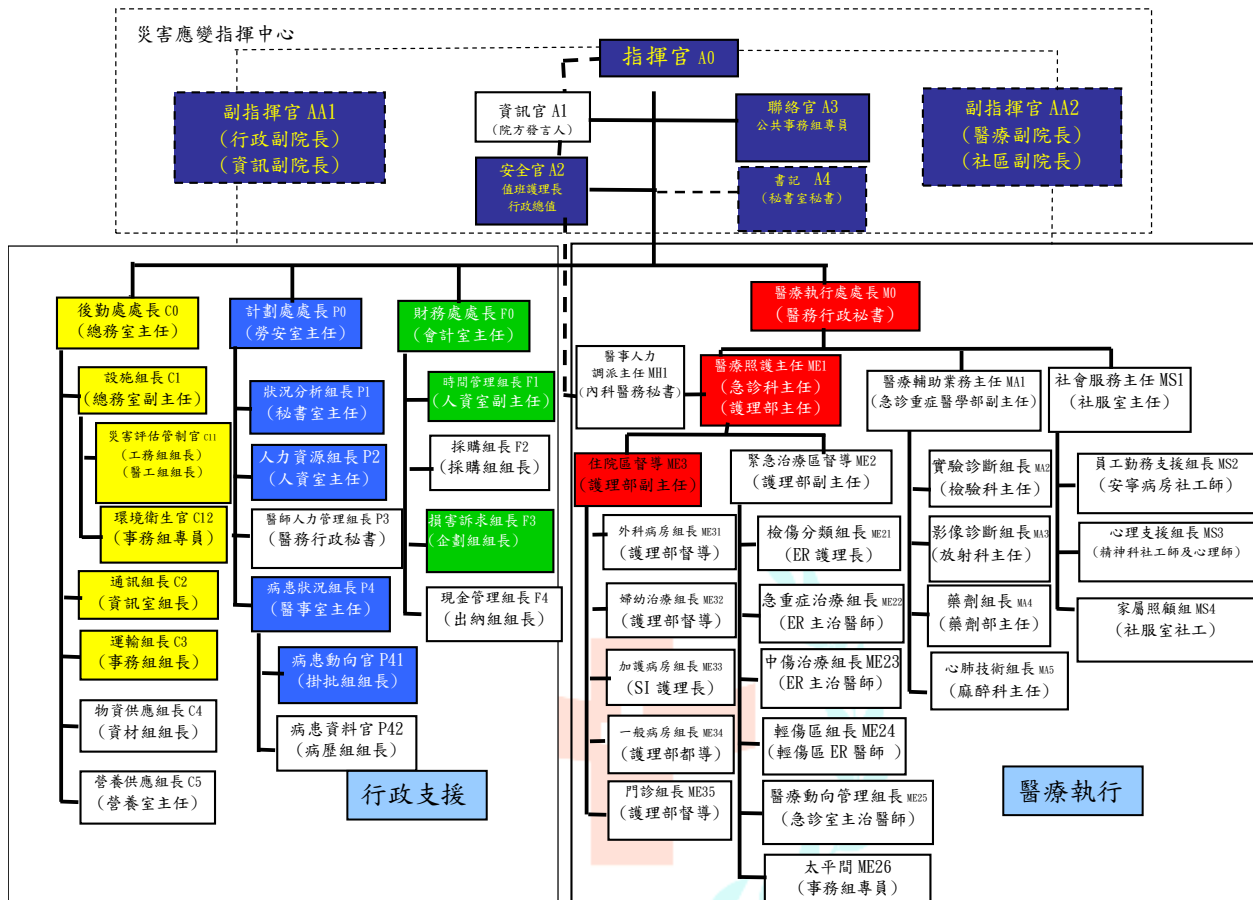 災害應變指揮中心
指揮官 A0
副指揮官 AA1
(行政副院長)
(資訊副院長)
資訊官 A1
(院方發言人)
聯絡官 A3
公共事務組專員
副指揮官 AA2
(醫療副院長)
(社區副院長)
安全官 A2
值班護理長
行政總值
書記 A4
(秘書室秘書)
後勤處處長 C0
(總務室主任)
設施組長 C1
(總務室副主任)
災害評估管制官 C11
(工務組組長)
(醫工組組長)
環境衛生官 C12
(事務組專員)
通訊組長 C2
(資訊室組長)
運輸組長 C3
(事務組組長)
物資供應組長 C4
(資材組組長)
營養供應組長 C5
(營養室主任)
計劃處處長 P0
(勞安室主任)
狀況分析組長 P1
(秘書室主任)
人力資源組長 P2
(人資室主任)
醫師人力管理組長 P3
(醫務行政秘書)
病患狀況組長 P4
(醫事室主任)
病患動向官 P41
(掛批組組長)
病患資料官 P42
(病歷組組長)
財務處處長 F0
(會計室主任)
時間管理組長 F1
(人資室副主任)
採購組長 F2
(採購組組長)
損害訴求組長 F3
(企劃組組長)
現金管理組長 F4
(出納組組長)
行政支援
醫療執行處處長 M0
(醫務行政祕書)
醫事人力
調派主任 MH1
(內科醫務秘書)
醫療照護主任 ME1
(急診科主任)
(護理部主任)
醫療輔助業務主任 MA1
(急診重症醫學部副主任)
社會服務主任 MS1
(社服室主任)
住院區督導 ME3
(護理部副主任)
外科病房組長 ME31
(護理部督導)
婦幼治療組長 ME32
(護理部督導)
加護病房組長 ME33
(SI 護理長)
一般病房組長 ME34
(護理部都導)
門診組長 ME35
(護理部督導)
緊急治療區督導 ME2
(護理部副主任)
檢傷分類組長 ME21
(ER 護理長)
急重症治療組長 ME22
(ER 主治醫師)
中傷治療組長 ME23
(ER 主治醫師)
輕傷區組長 ME24
(輕傷區 ER 醫師 )
醫療動向管理組長 ME25
(急診室主治醫師)
太平間 ME26
(事務組專員)
實驗診斷組長 MA2
(檢驗科主任)
影像診斷組長 MA3
(放射科主任)
藥劑組長 MA4
(藥劑部主任)
心肺技術組長 MA5
(麻醉科主任)
員工勤務支援組長 MS2
(安寧病房社工師)
心理支援組長 MS3
(精神科社工師及心理師)
家屬照顧組 MS4
(社服室社工)
醫療執行